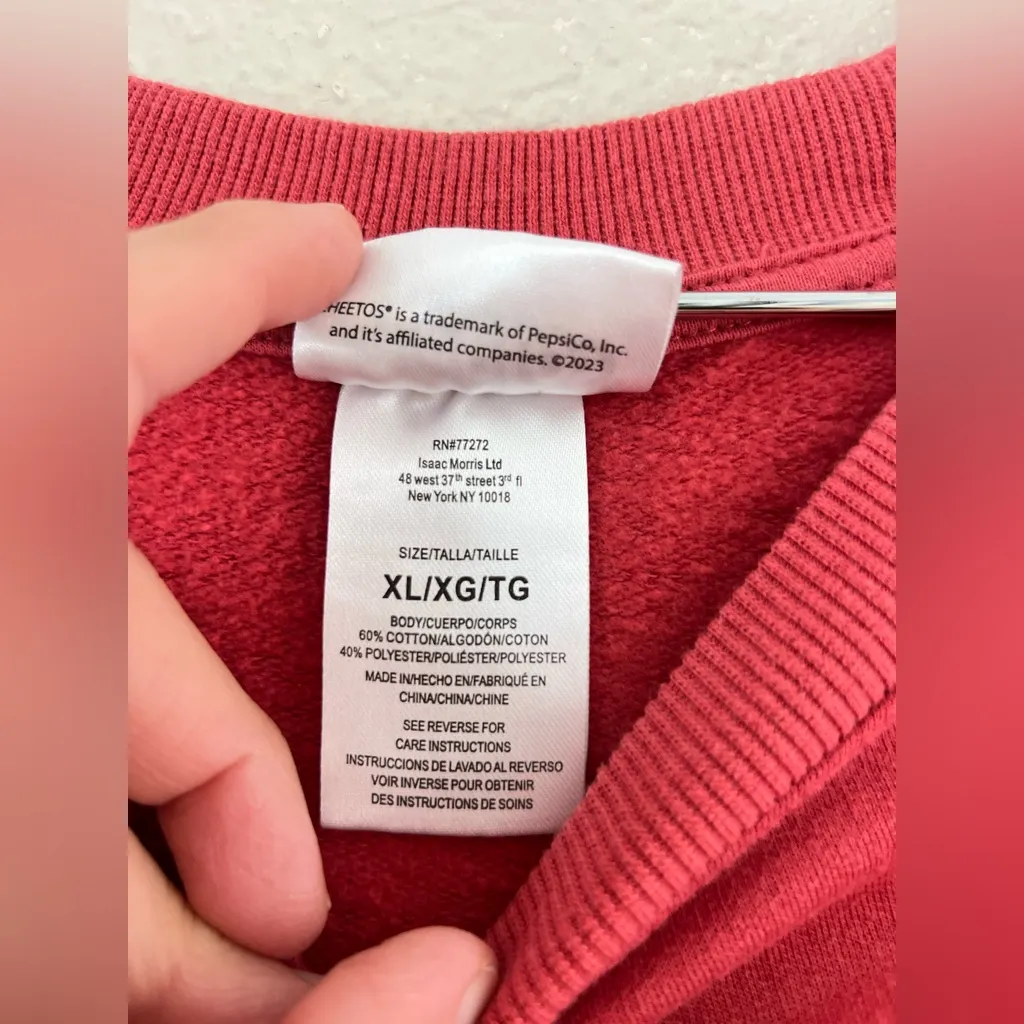 HEETOS® is a trademark of PepsiCo, Inc.
and it's affiliated companies. ©2023
RN#77272
Isaac Morris Ltd
48 west 37th street 3rd fl
New York NY 10018
SIZE/TALLA/TAILLE
XL/XG/TG
BODY/CUERPO/CORPS
60% COTTON/ALGODÓN/COTON
40% POLYESTER/POLIÉSTER/POLYESTER
MADE IN/HECHO EN/FABRIQUÉ EN
CHINA/CHINA/CHINE
SEE REVERSE FOR
CARE INSTRUCTIONS
INSTRUCCIONS DE LAVADO AL REVERSO
VOIR INVERSE POUR OBTENIR
DES INSTRUCTIONS DE SOINS